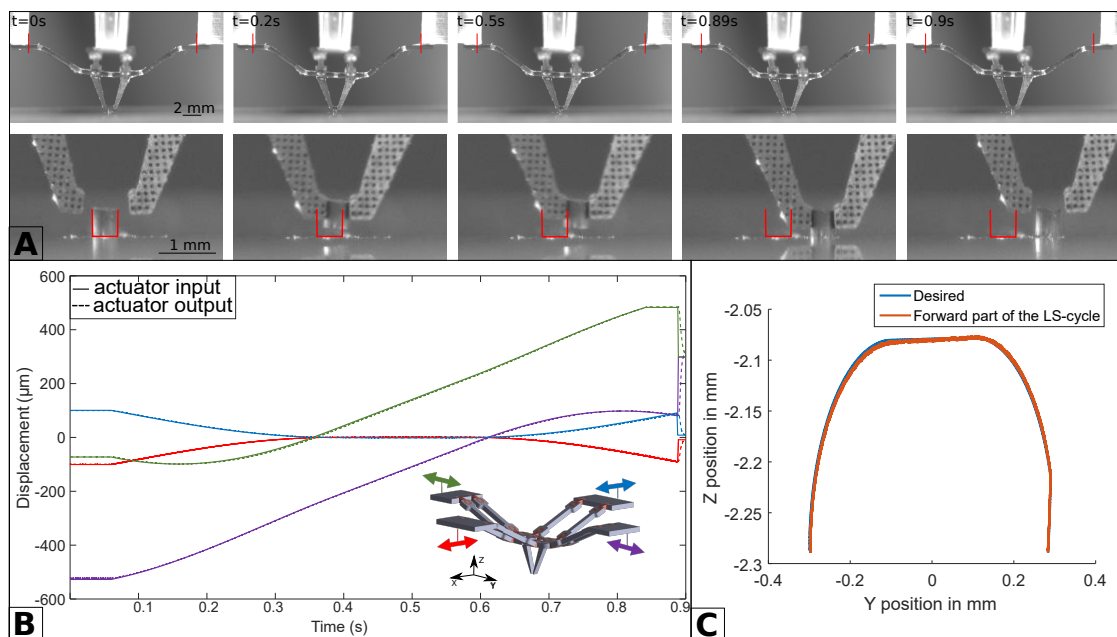 t=0s
t=0.2s
t=0.5s
t=0.89s
t=0.9s
2 mm
1 mm
A
600
400
200
0
-200
-400
-600
Displacement (μm)
actuator input
actuator output
Z
X
Y
0.1
0.2
0.3
0.4
0.5
0.6
0.7
0.8
0.9
Time (s)
B
Desired
Forward part of the LS-cycle
-2.05
-2.1
-2.15
-2.2
-2.25
-2.3
Z position in mm
-0.4
-0.2
0
0.2
0.4
Y position in mm
C